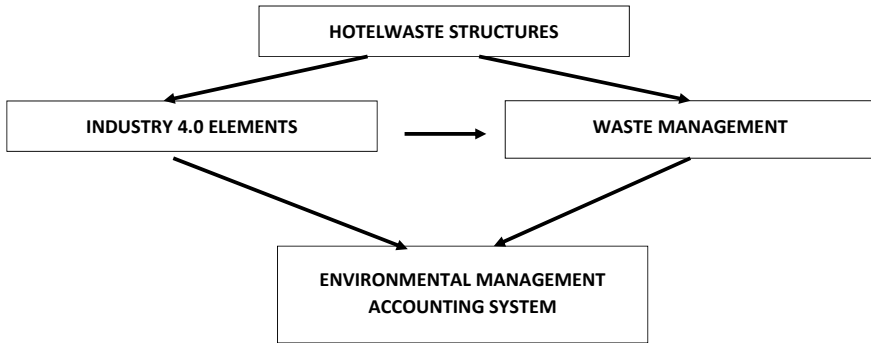 HOTELWASTE STRUCTURES
INDUSTRY 4.0 ELEMENTS
WASTE MANAGEMENT
ENVIRONMENTAL MANAGEMENT
ACCOUNTING SYSTEM